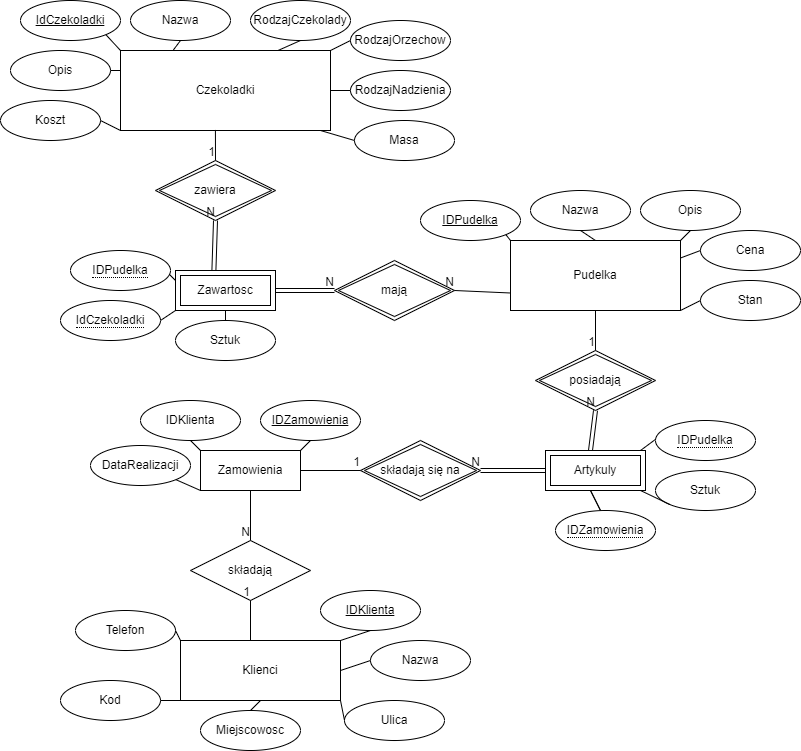 IdCzekoladki
Nazwa
RodzajCzekolady
RodzajOrzechow
Opis
Czekoladki
RodzajNadzienia
Koszt
Masa
1
zawiera
N
IDPudelka
Nazwa
Opis
Cena
IDPudelka
Pudelka
Zawartosc
N
mają
N
Stan
IdCzekoladki
Sztuk
1
posiadają
N
IDKlienta
IDZamowienia
IDPudelka
DataRealizacji
Zamowienia
1
składają się na
N
Artykuly
Sztuk
IDZamowienia
N
składają
1
IDKlienta
Telefon
Nazwa
Klienci
Kod
Ulica
Miejscowosc